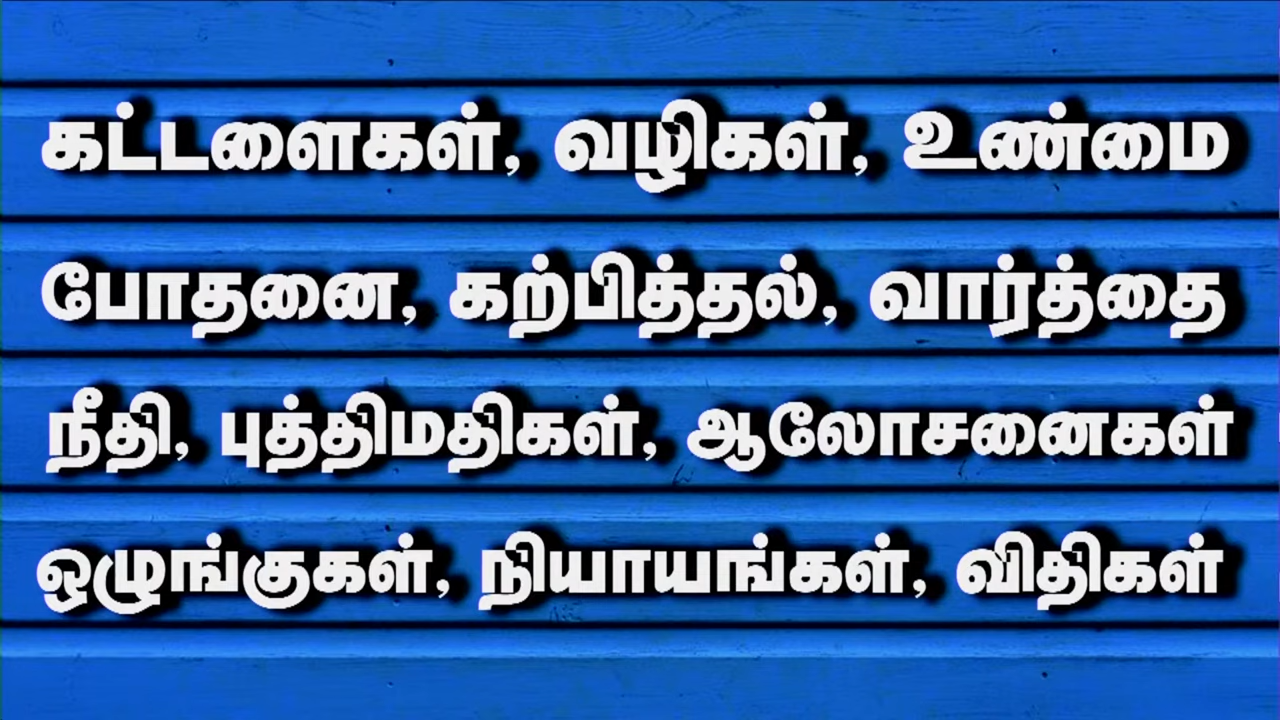 கட்டளைகள், வழிகள், உண்மை
போதனை, கற்பித்தல், வார்த்தை
நீதி, புத்திமதிகள், ஆலோசனைகள்
ஒழுங்குகள், நியாயங்கள், விதிகள்